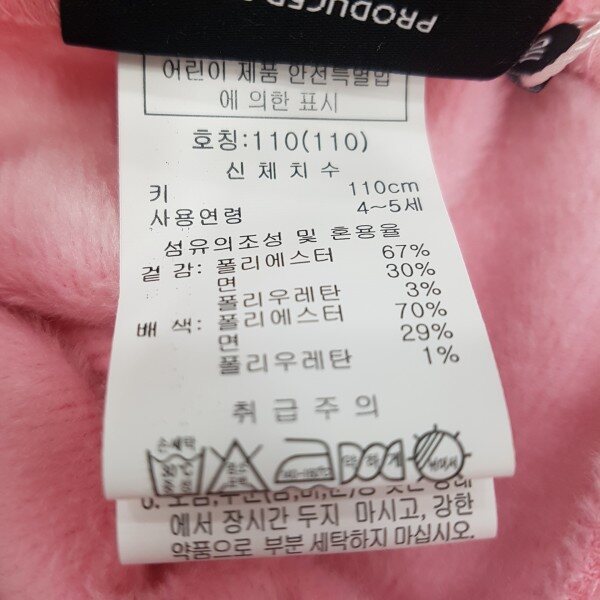 PRODUCED
어린이 제품 안전특별법
에 의한 표시
호칭:110(110)
신 체 치 수
키 110cm
사용연령 4~5세
섬유의조성 및 혼용율
겉 감: 폴리에스터 67%
면 30%
폴리우레탄 3%
배 색: 폴리에스터 70%
면 29%
폴리우레탄 1%
취 급 주 의
손세탁
약하게
에서 장시간 두지 마시고, 강한
약품으로 부분 세탁하지 마십시오.